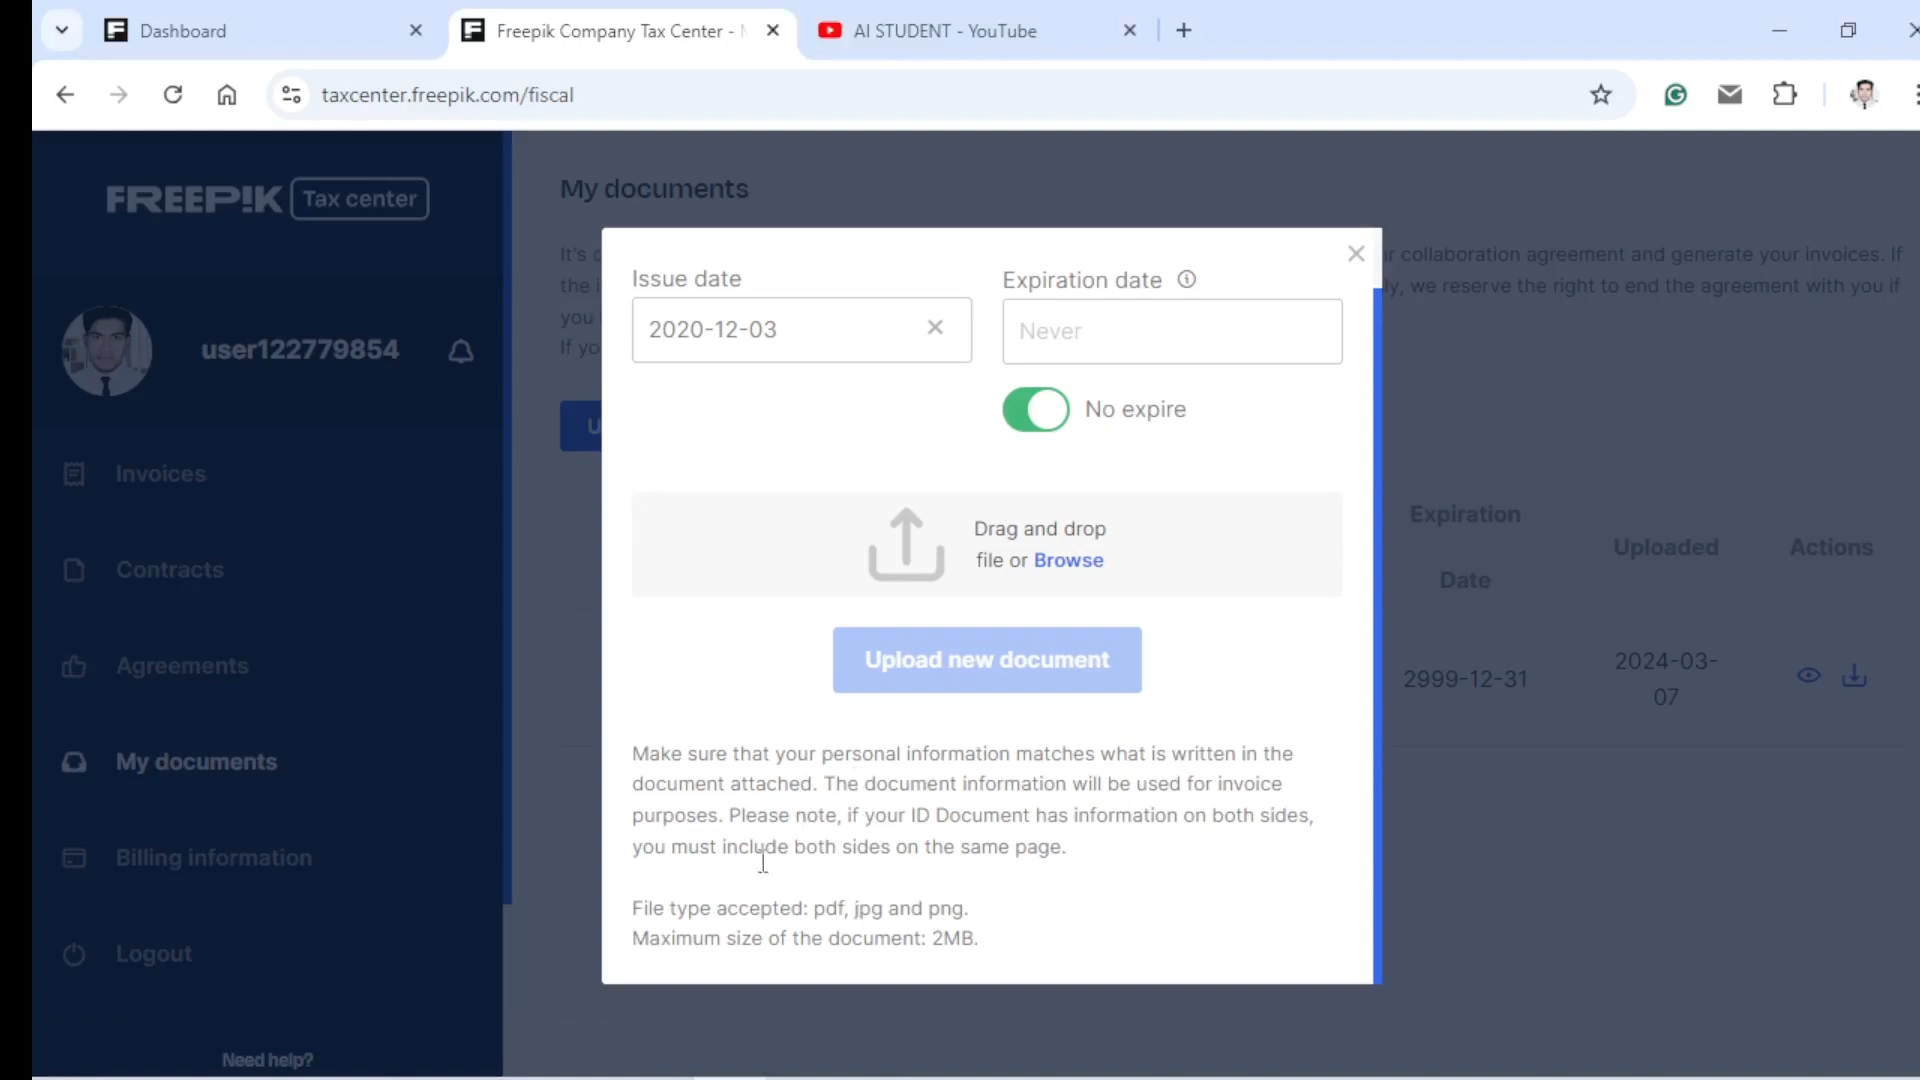 Dashboard
Freepik Company Tax Center -
AI STUDENT - YouTube
taxcenter.freepik.com/fiscal
FREEP!K Tax center
user122779854
Invoices
Contracts
Agreements
My documents
Billing information
Logout
Need help?
My documents
It's
r collaboration agreement and generate your invoices. If
the
ly, we reserve the right to end the agreement with you if
you
If yo
U
Issue date
Expiration date
2020-12-03
Never
No expire
Drag and drop
file or Browse
Upload new document
Make sure that your personal information matches what is written in the
document attached. The document information will be used for invoice
purposes. Please note, if your ID Document has information on both sides,
you must include both sides on the same page.
File type accepted: pdf, jpg and png.
Maximum size of the document: 2MB.
Expiration
Date
Uploaded
Actions
2999-12-31
2024-03-
07